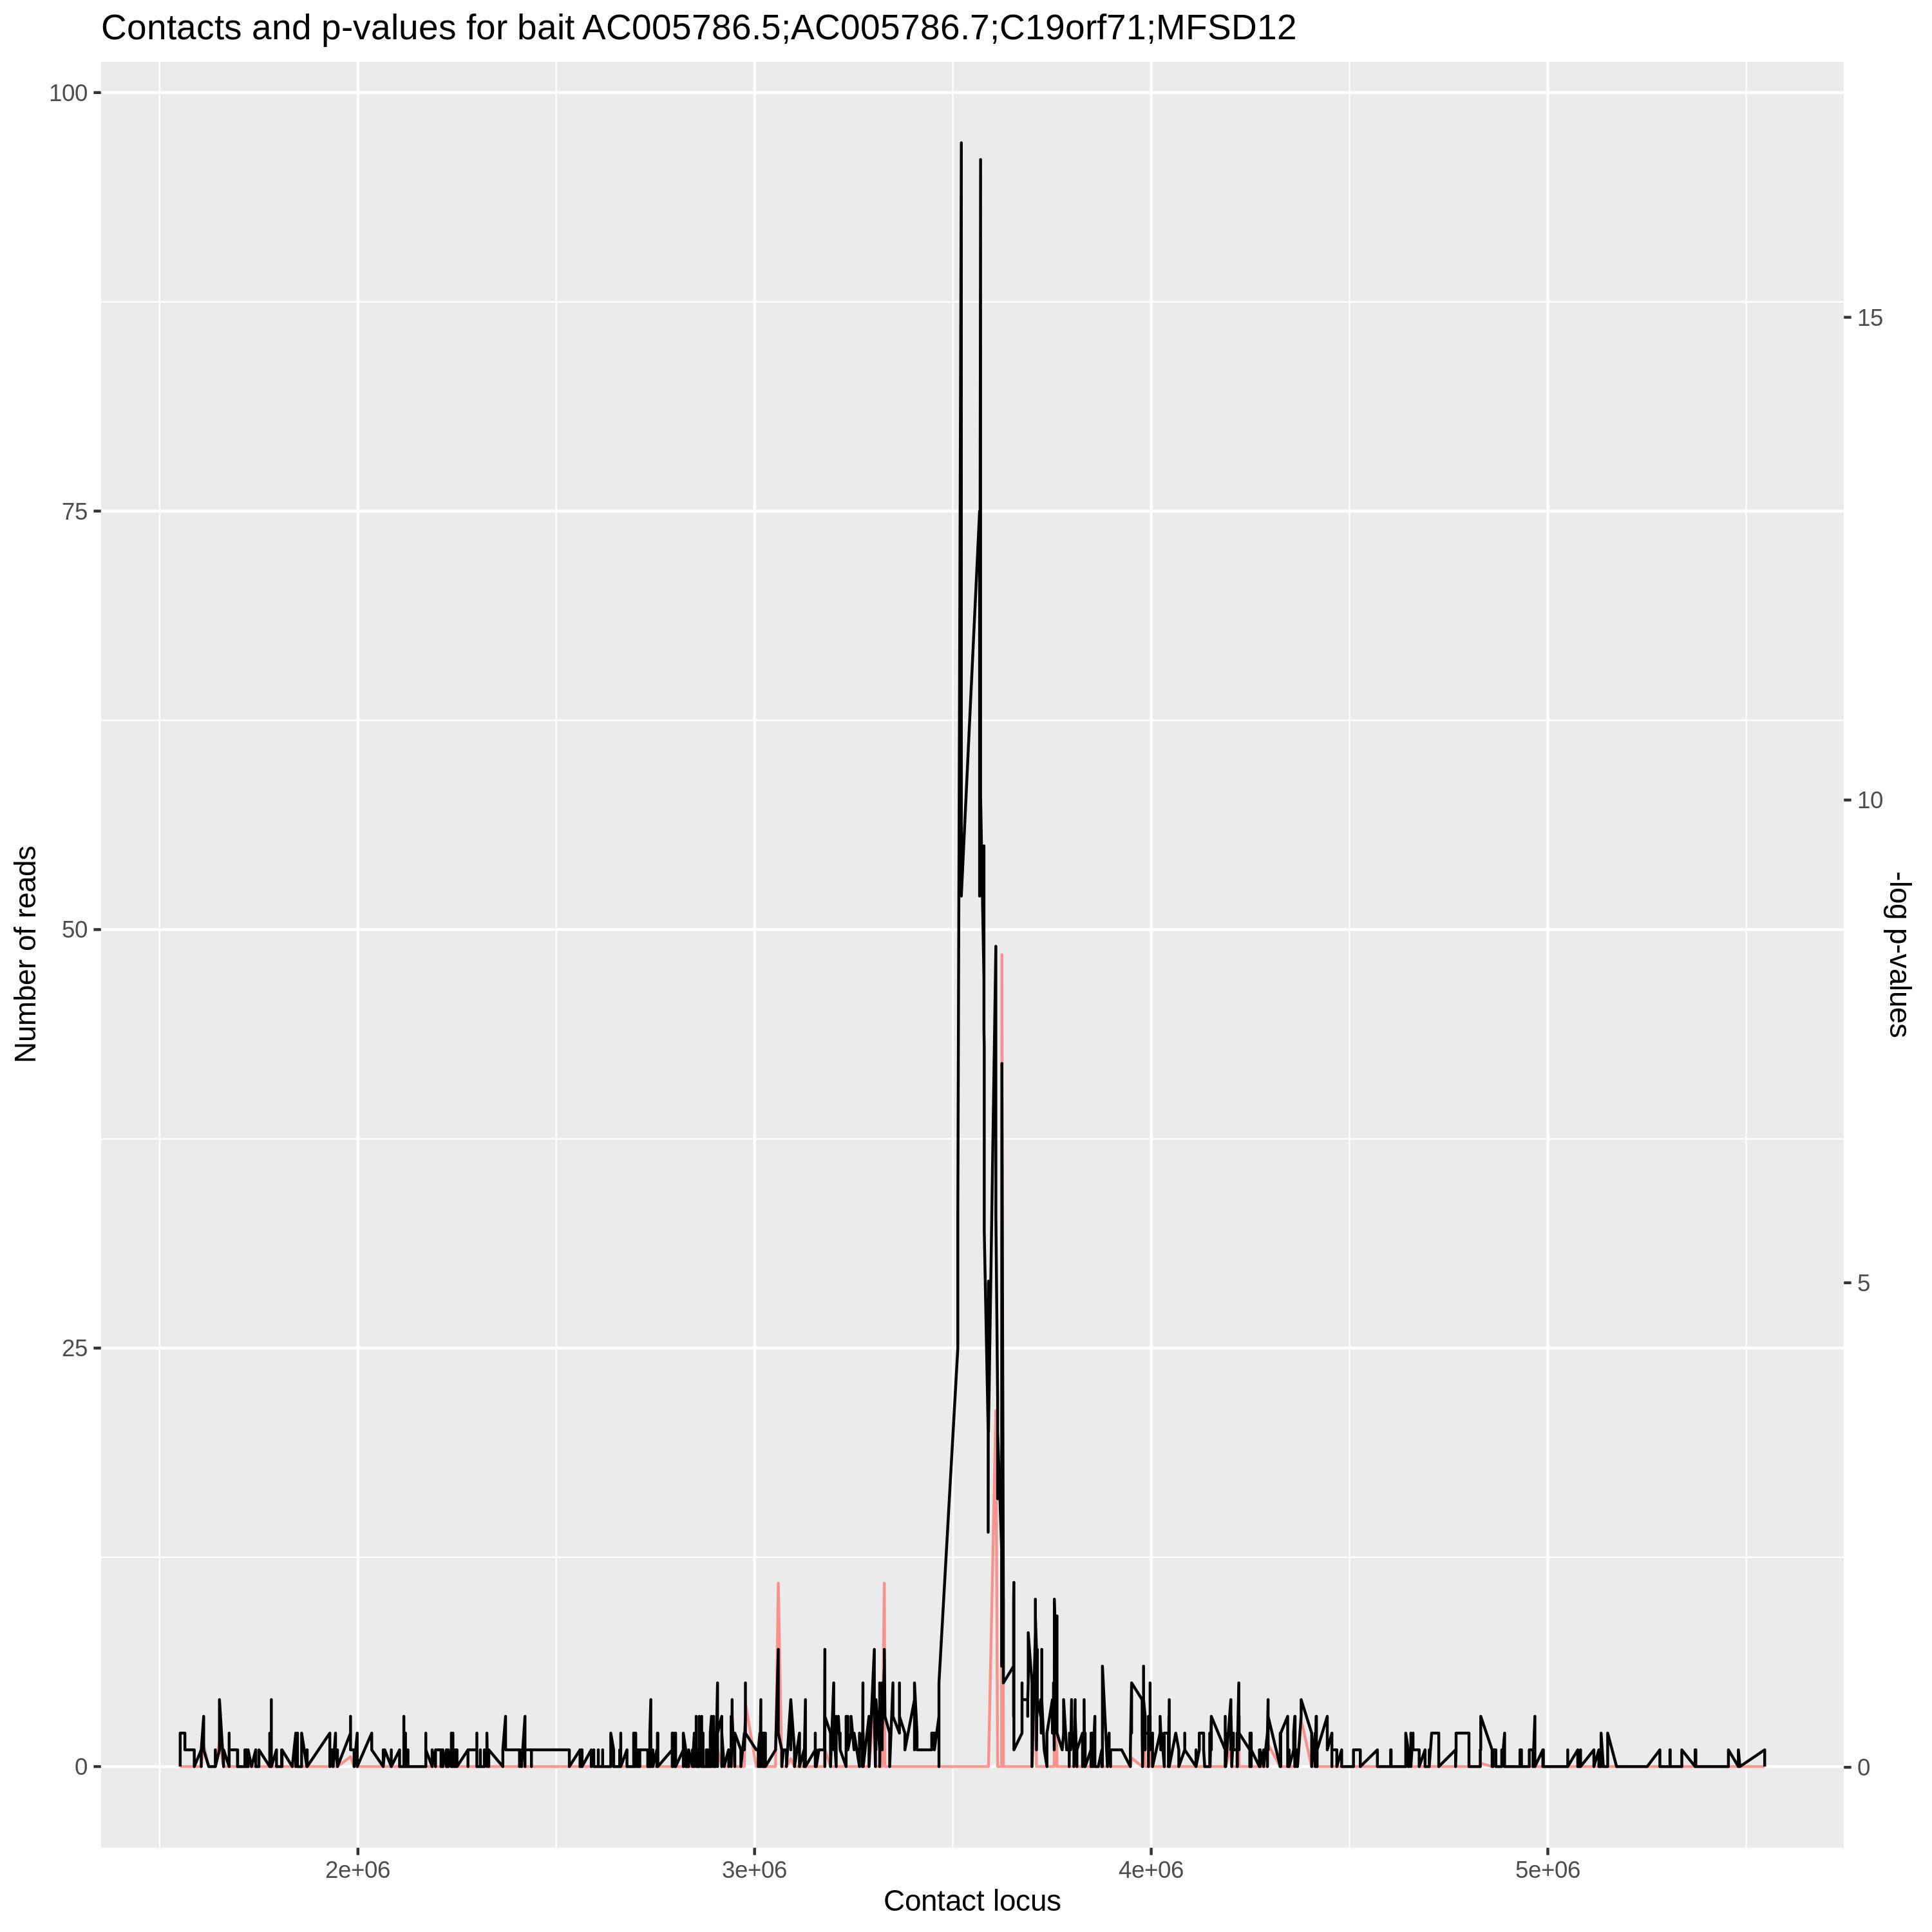 Contacts and p-values for bait AC005786.5;AC005786.7;C19orf71;MFSD12
100
75
50
25
0
Number of reads
15
10
5
0
-log p-values
2e+06
3e+06
4e+06
5e+06
Contact locus